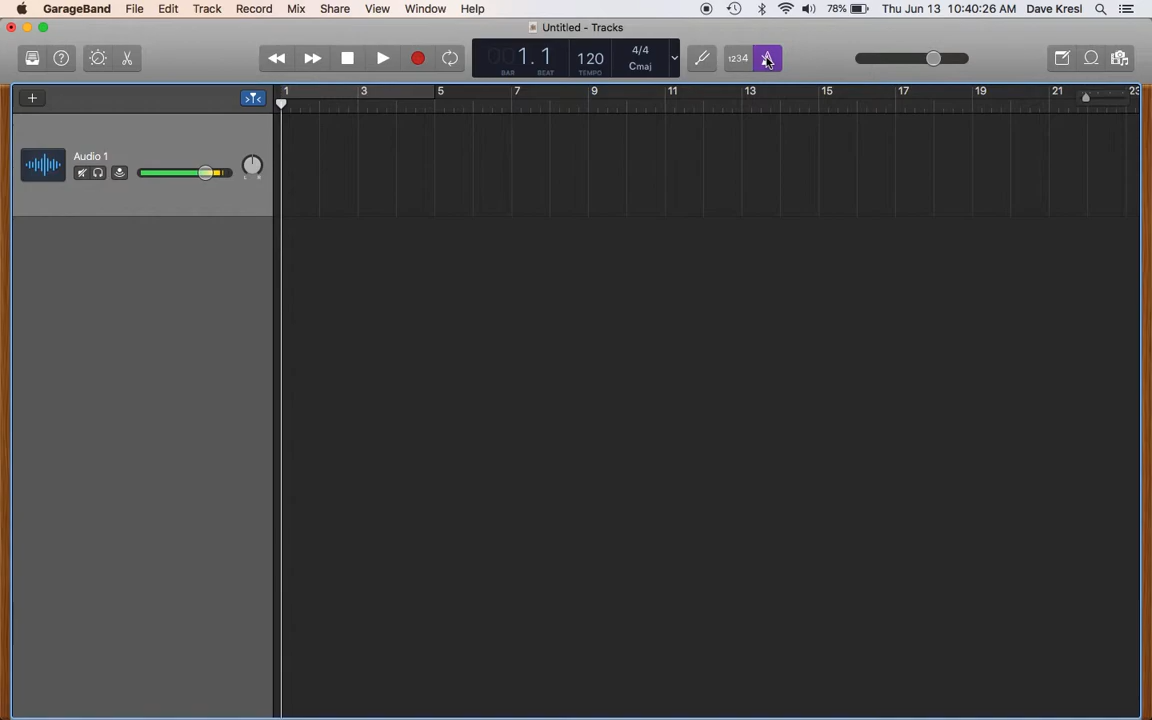 GarageBand File Edit Track Record Mix Share View Window Help 78% Thu Jun 13 10:40:26 AM Dave Kresl
Untitled - Tracks
001.1 120 4/4
BAR BEAT TEMPO Cmaj
1234
1 3 5 7 9 11 13 15 17 19 21 23
Audio 1
L R